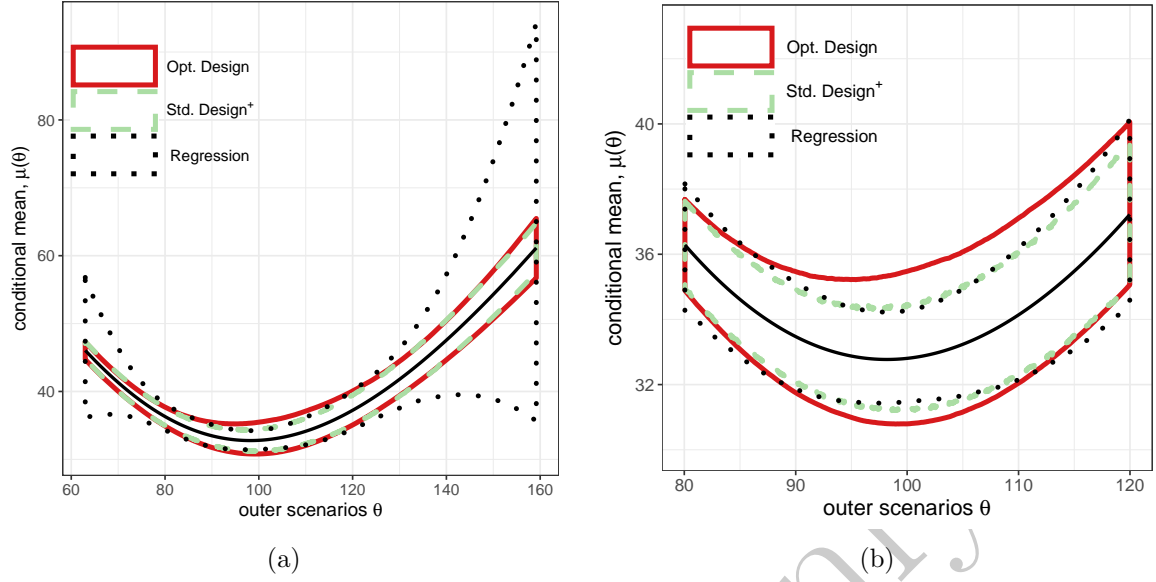 Opt. Design
Std. Design+
Regression
conditional mean, μ(θ)
80
60
40
60
80
100
120
140
160
outer scenarios θ
(a)
Opt. Design
Std. Design+
Regression
conditional mean, μ(θ)
40
36
32
80
90
100
110
120
outer scenarios θ
(b)